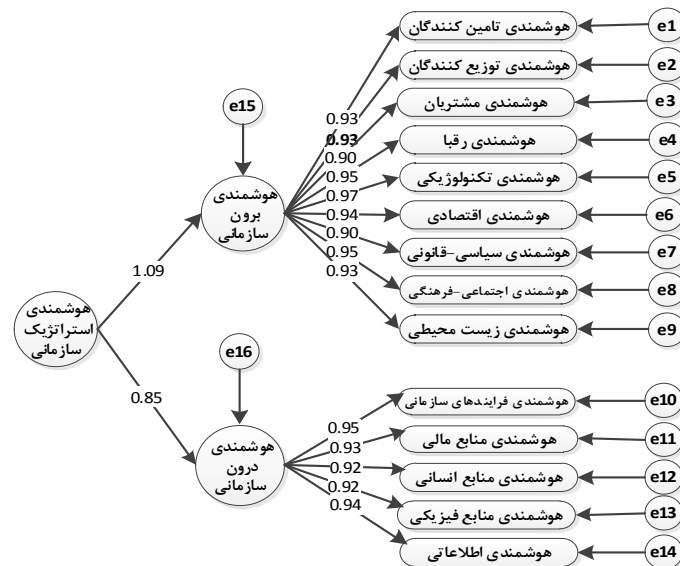 هوشمندی تامین کنندگان
e1
هوشمندی توزیع کنندگان
e2
هوشمندی مشتریان
e3
هوشمندی رقبا
e4
هوشمندی تکنولوژیکی
e5
هوشمندی اقتصادی
e6
هوشمندی سیاسی-قانونی
e7
هوشمندی اجتماعی-فرهنگی
e8
هوشمندی زیست محیطی
e9
0.93
0.93
0.90
0.95
0.97
0.94
0.90
0.95
0.93
e15
هوشمندی
برون
سازمانی
1.09
هوشمندی
استراتژیک
سازمانی
0.85
e16
هوشمندی
درون
سازمانی
0.95
0.93
0.92
0.92
0.94
هوشمندی فرایندهای سازمانی
e10
هوشمندی منابع مالی
e11
هوشمندی منابع انسانی
e12
هوشمندی منابع فیزیکی
e13
هوشمندی اطلاعاتی
e14